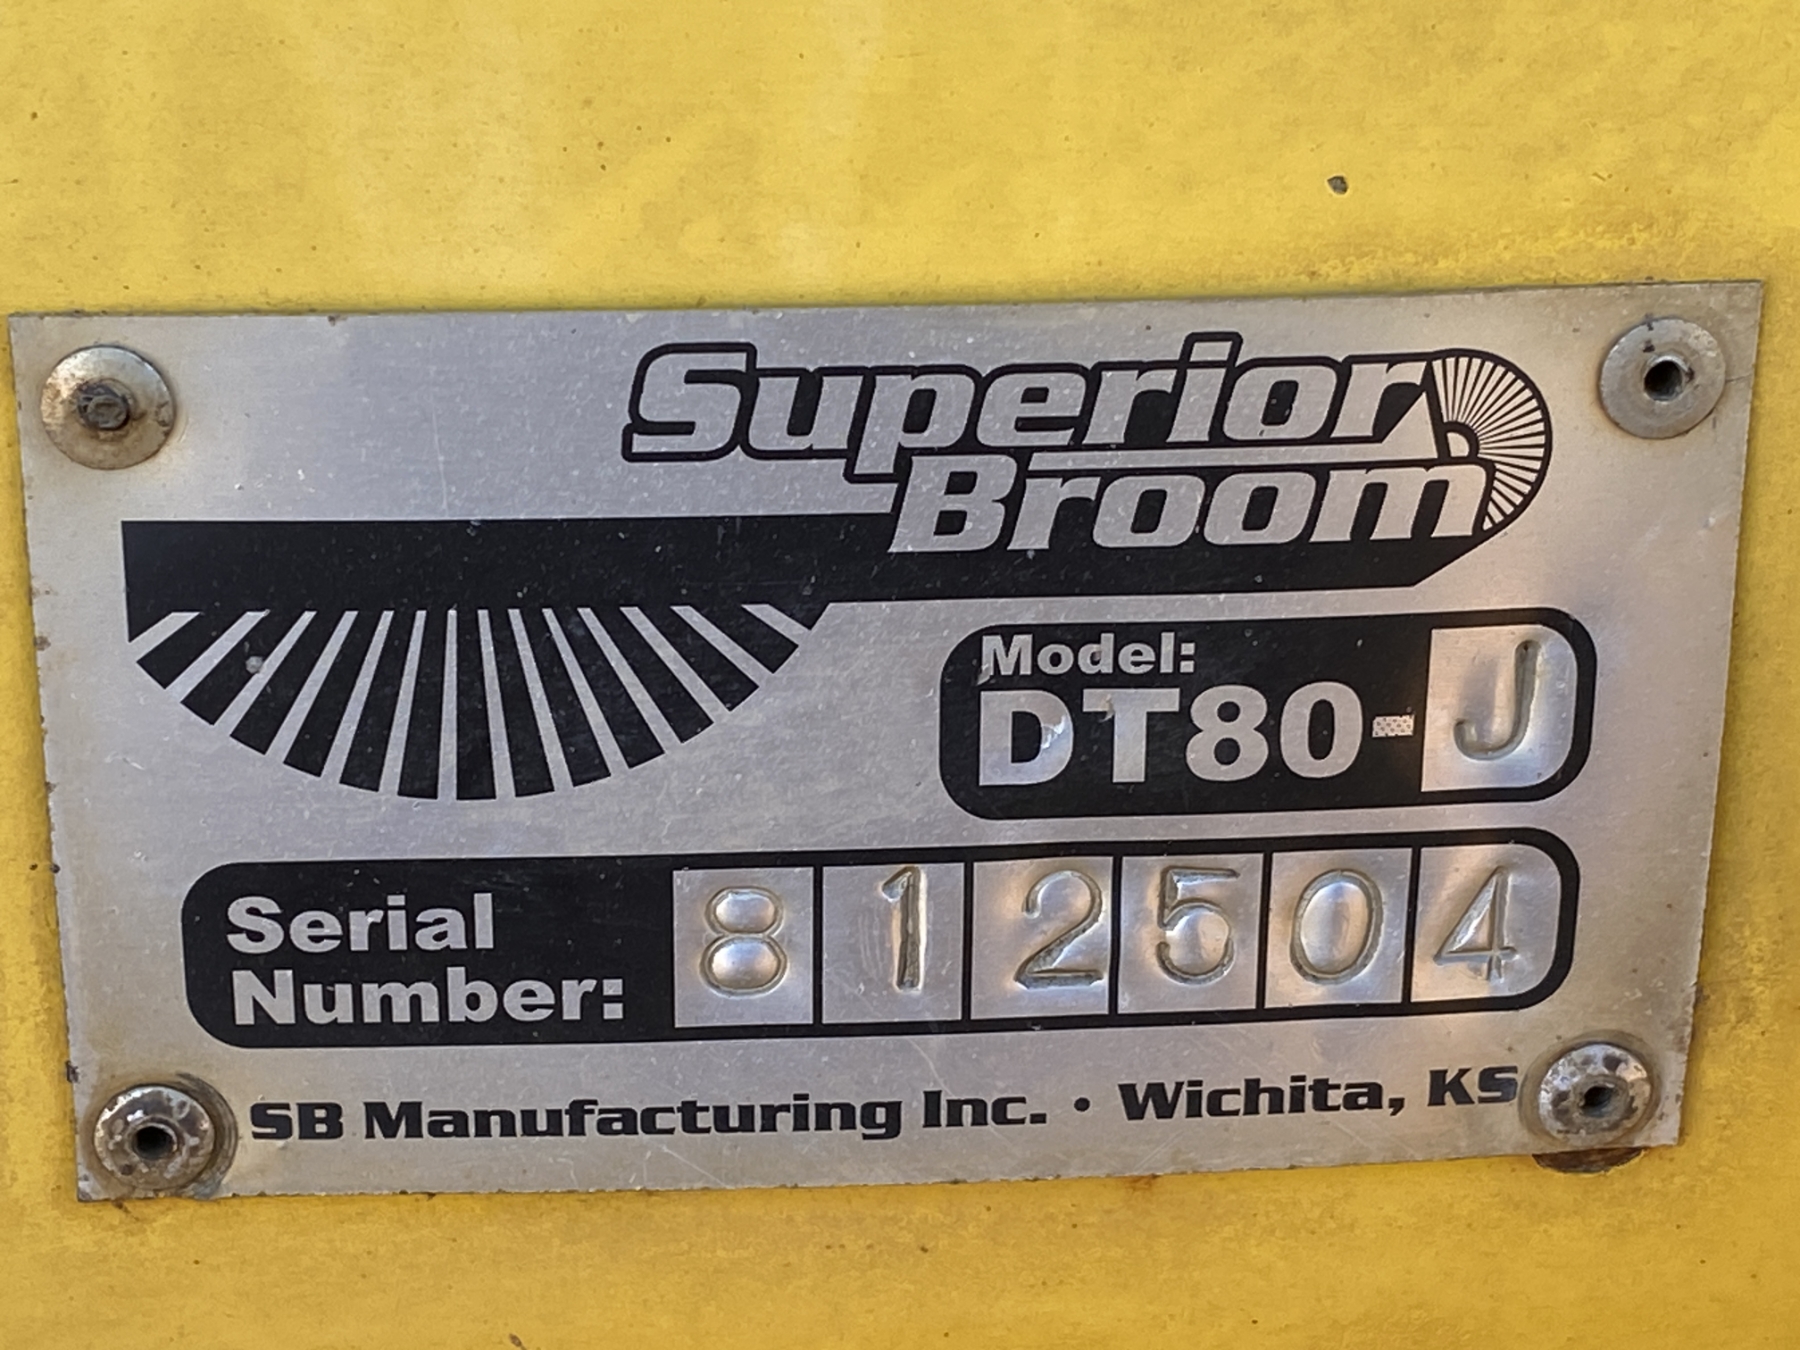 Superior
Broom
Model:
DT80-J
Serial
Number: 812504
SB Manufacturing Inc. • Wichita, KS